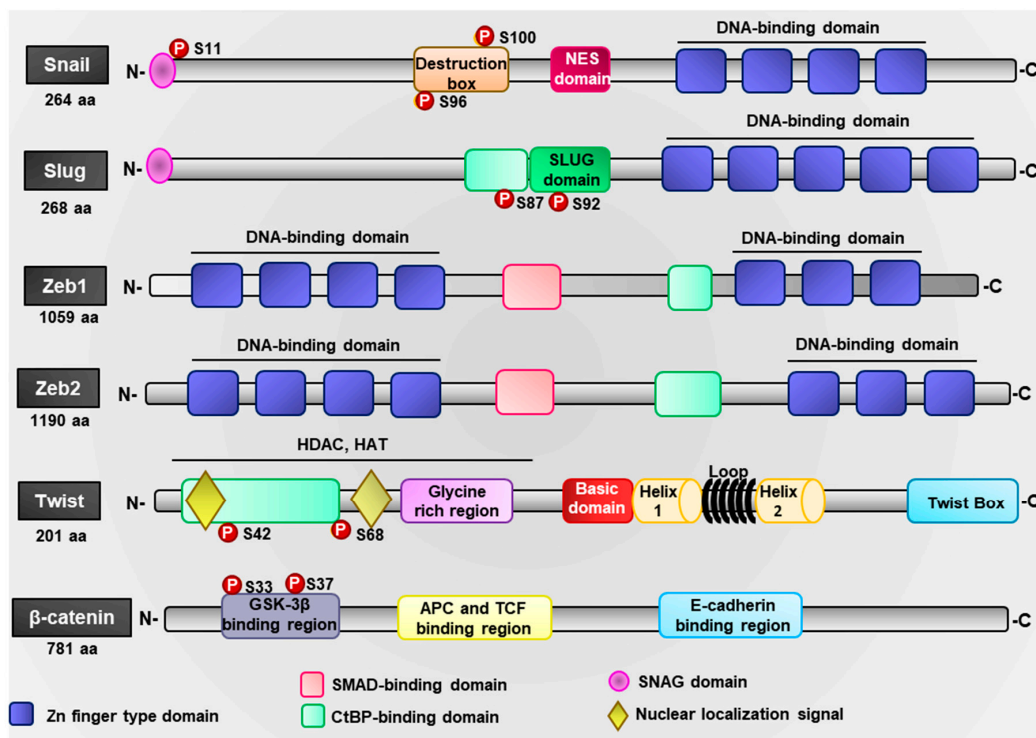 DNA-binding domain
P S11
P S100
Snail
N-
Destruction
box
NES
domain
-C
264 aa
P S96
DNA-binding domain
Slug
N-
SLUG
domain
-C
268 aa
P S87
P S92
DNA-binding domain
DNA-binding domain
Zeb1
N-
-C
1059 aa
DNA-binding domain
DNA-binding domain
Zeb2
N-
-C
1190 aa
HDAC, HAT
Loop
Twist
N-
Glycine
rich region
Basic
domain
Helix
1
Helix
2
Twist Box
-C
201 aa
P S42
P S68
P S33
P S37
β-catenin
N-
GSK-3β
binding region
APC and TCF
binding region
E-cadherin
binding region
-C
781 aa
SMAD-binding domain
SNAG domain
Zn finger type domain
CtBP-binding domain
Nuclear localization signal